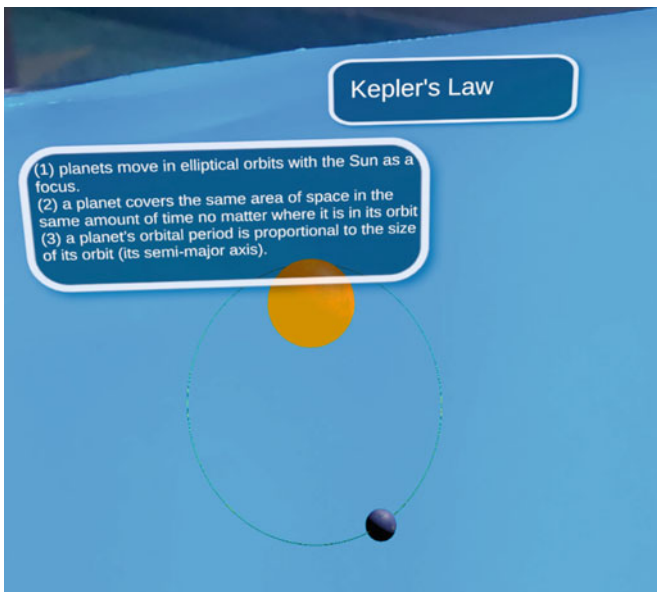 Kepler's Law
(1) planets move in elliptical orbits with the Sun as a
focus.
(2) a planet covers the same area of space in the
same amount of time no matter where it is in its orbit
(3) a planet's orbital period is proportional to the size
of its orbit (its semi-major axis).